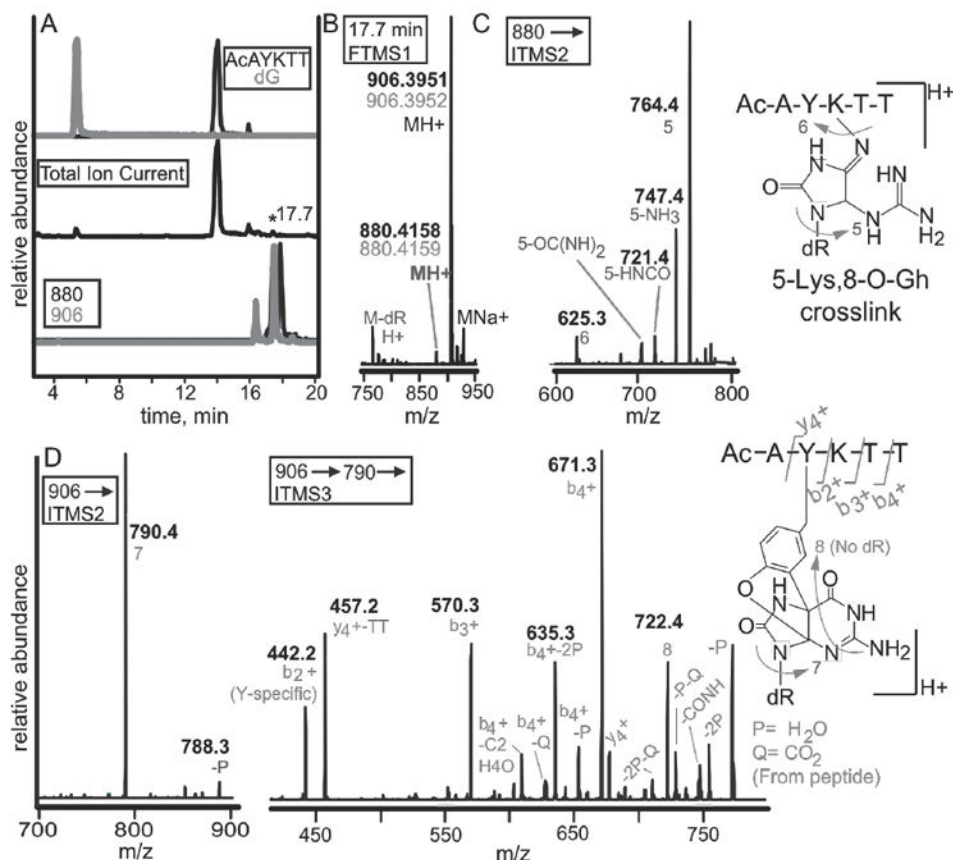 A
AcAYKTT
dG
Total Ion Current
*17.7
880
906
relative abundance
4 8 12 16 20
time, min
B
17.7 min
FTMS1
906.3951
906.3952
MH+
880.4158
880.4159
MH+
M-dR
H+
MNa+
750 850 950
m/z
C
880 →
ITMS2
764.4
5
747.4
5-NH3
5-OC(NH)2
721.4
5-HNCO
625.3
6
600 700 800
m/z
Ac-A-Y-K-T-T
H+
6
H
N
N
NH
O
N
5
N
H
NH2
dR
5-Lys,8-O-Gh
crosslink
D
906 →
ITMS2
790.4
7
788.3
-P
relative abundance
700 800 900
m/z
906 → 790 →
ITMS3
442.2
b2+
(Y-specific)
457.2
y4+-TT
570.3
b3+
b4+
-C2
H4O
b4+
-Q
635.3
b4+-2P
b4+
-P
671.3
b4+
y4+
-2P-Q
722.4
8
-P-Q
-CONH
-2P
-P
450 550 650 750
m/z
y4+
Ac-A-Y-K-T-T
b2+
b3+
b4+
8 (No dR)
H
N
O
O
NH
O
N
N
NH2
7
dR
H+
P= H2O
Q= CO2
(From peptide)